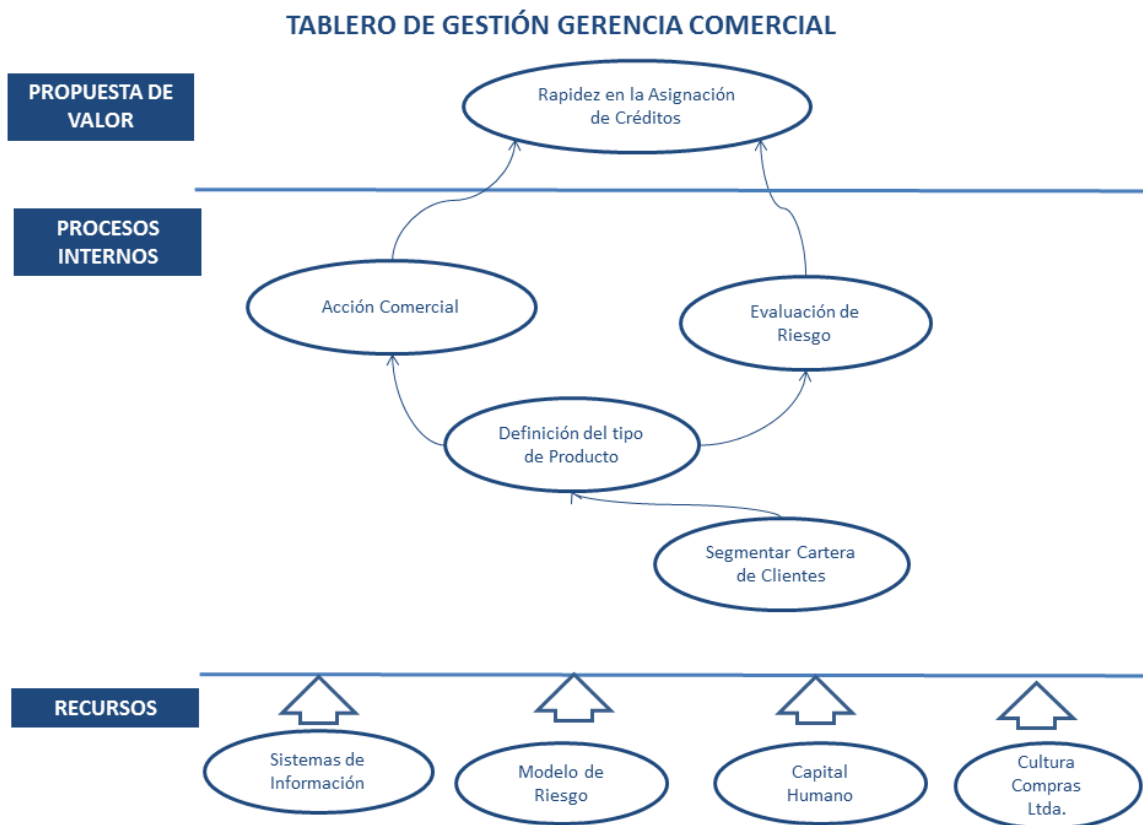 TABLERO DE GESTIÓN GERENCIA COMERCIAL
PROPUESTA DE
VALOR
Rapidez en la Asignación
de Créditos
PROCESOS
INTERNOS
Acción Comercial
Evaluación de
Riesgo
Definición del tipo
de Producto
Segmentar Cartera
de Clientes
RECURSOS
Sistemas de
Información
Modelo de
Riesgo
Capital
Humano
Cultura
Compras
Ltda.